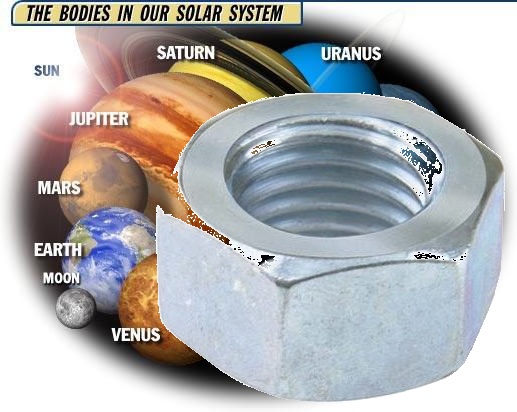 THE BODIES IN OUR SOLAR SYSTEM
SATURN
URANUS
SUN
JUPITER
MARS
EARTH
MOON
VENUS